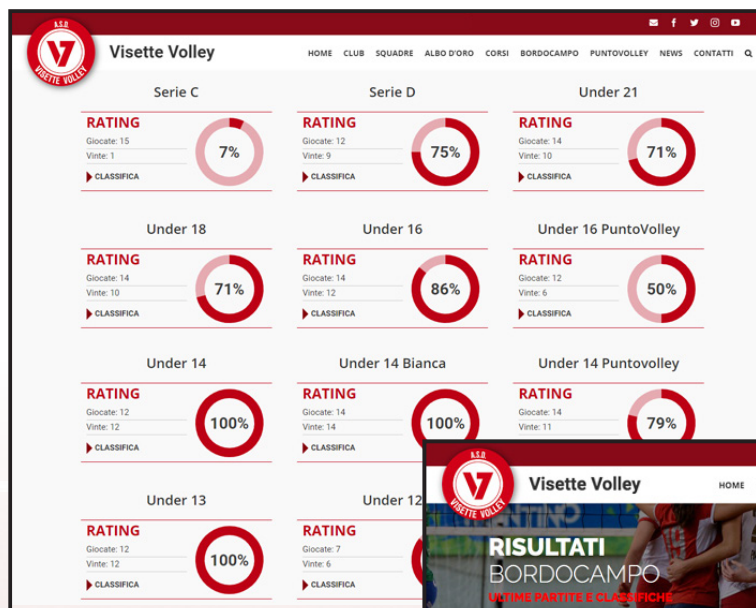 A.S.D.
VISETTE VOLLEY
Visette Volley
HOME CLUB SQUADRE ALBO D'ORO CORSI BORDOCAMPO PUNTOVOLLEY NEWS CONTATTI
Serie C
RATING
Giocate: 15
Vinte: 1
CLASSIFICA
7%
Serie D
RATING
Giocate: 12
Vinte: 9
CLASSIFICA
75%
Under 21
RATING
Giocate: 14
Vinte: 10
CLASSIFICA
71%
Under 18
RATING
Giocate: 14
Vinte: 10
CLASSIFICA
71%
Under 16
RATING
Giocate: 14
Vinte: 12
CLASSIFICA
86%
Under 16 PuntoVolley
RATING
Giocate: 12
Vinte: 6
CLASSIFICA
50%
Under 14
RATING
Giocate: 12
Vinte: 12
CLASSIFICA
100%
Under 14 Bianca
RATING
Giocate: 14
Vinte: 14
CLASSIFICA
100%
Under 14 Puntovolley
RATING
Giocate: 14
Vinte: 11
79%
Under 13
RATING
Giocate: 12
Vinte: 12
CLASSIFICA
100%
Under 12
RATING
Giocate: 7
Vinte: 6
CLASSIFICA
A.S.D.
VISETTE VOLLEY
Visette Volley
HOME
RISULTATI
BORDOCAMPO
ULTIME PARTITE E CLASSIFICHE